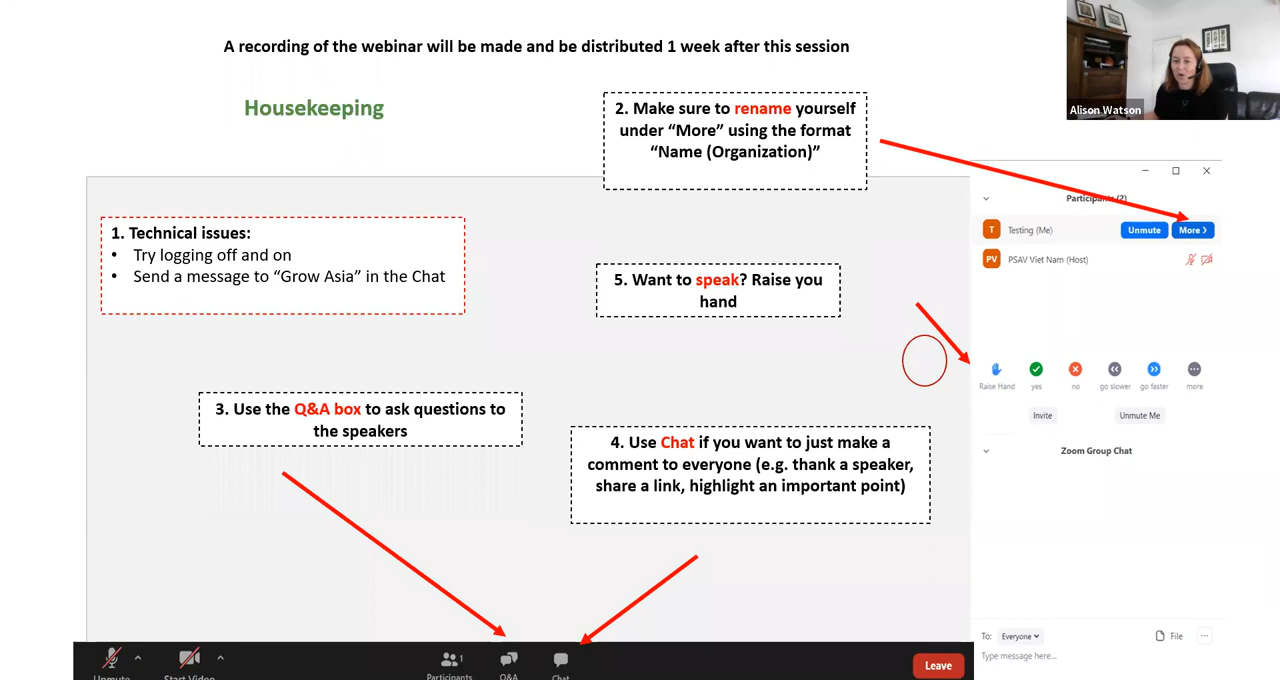 A recording of the webinar will be made and be distributed 1 week after this session
Alison Watson
Housekeeping
2. Make sure to rename yourself
under “More” using the format
“Name (Organization)”
1. Technical issues:
• Try logging off and on
• Send a message to “Grow Asia” in the Chat
5. Want to speak? Raise you
hand
3. Use the Q&A box to ask questions to
the speakers
4. Use Chat if you want to just make a
comment to everyone (e.g. thank a speaker,
share a link, highlight an important point)
Participants (2)
T Testing (Me) Unmute More >
PV PSAV Viet Nam (Host)
Raise Hand yes no go slower go faster more
Invite Unmute Me
Zoom Group Chat
To: Everyone File ...
Type message here...
1
Unmute Start Video Participants Q&A Chat Leave